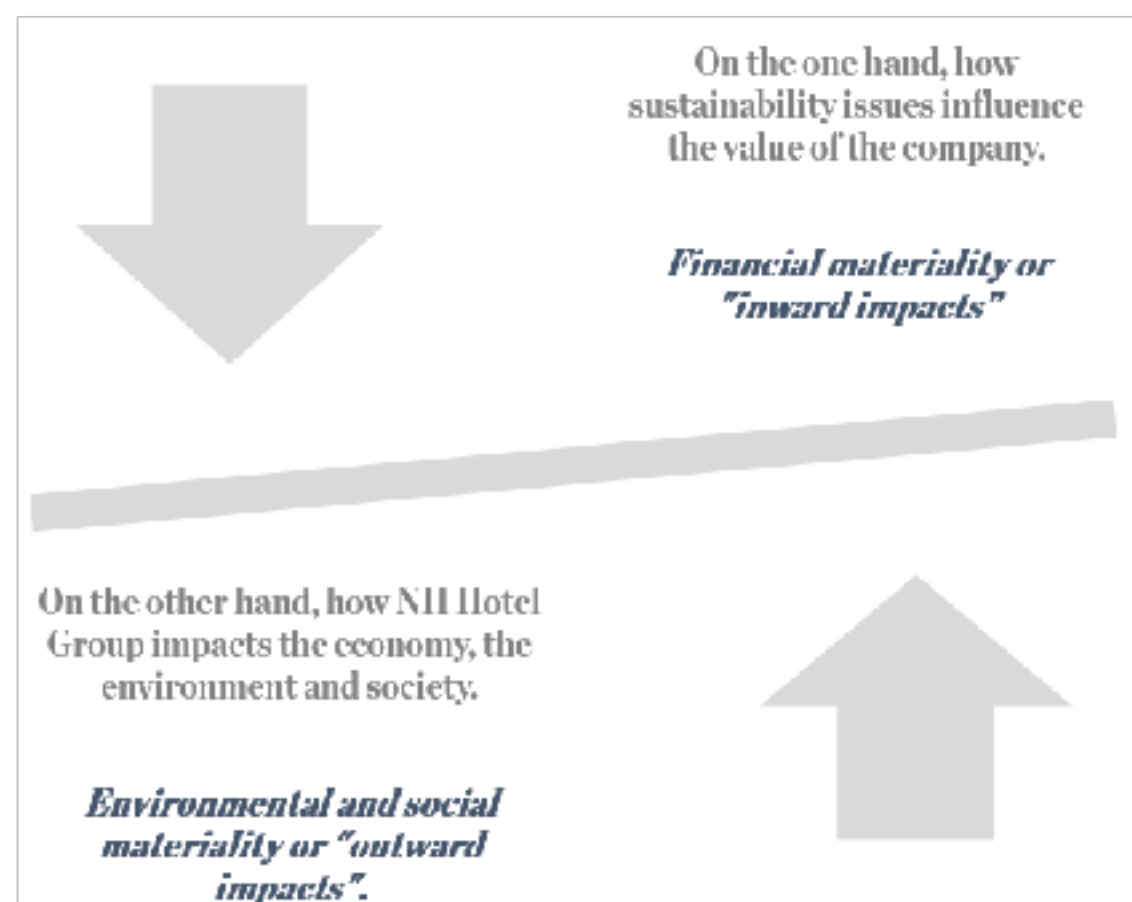 On the one hand, how
sustainability issues influence
the value of the company.
Financial materiality or
"inward impacts"
On the other hand, how NH Hotel
Group impacts the economy, the
environment and society.
Environmental and social
materiality or "outward
impacts".